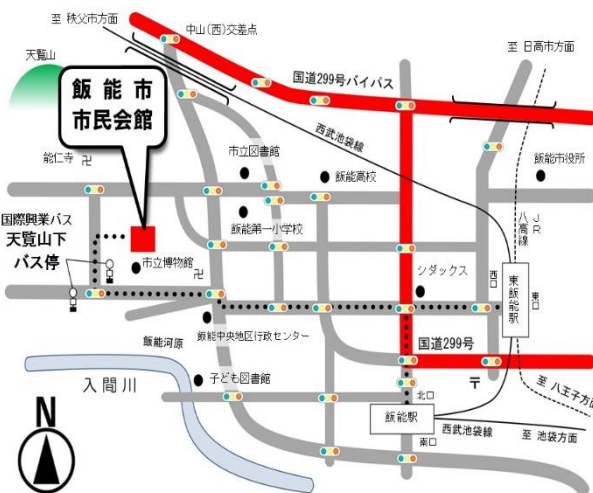 至 秩父市方面
中山(西)交差点
至 日高市方面
天覧山
国道299号バイパス
飯能市
市民会館
西武池袋線
能仁寺
卍
市立図書館
飯能高校
飯能市役所
国際興業バス
天覧山下
バス停
飯能第一小学校
JR
八高線
市立博物館
卍
シダックス
西口
東飯能駅
東口
飯能河原
飯能中央地区行政センター
国道299号
入間川
子ども図書館
〒
至 八王子方面
北口
飯能駅
N
西武池袋線
至 池袋方面
南口